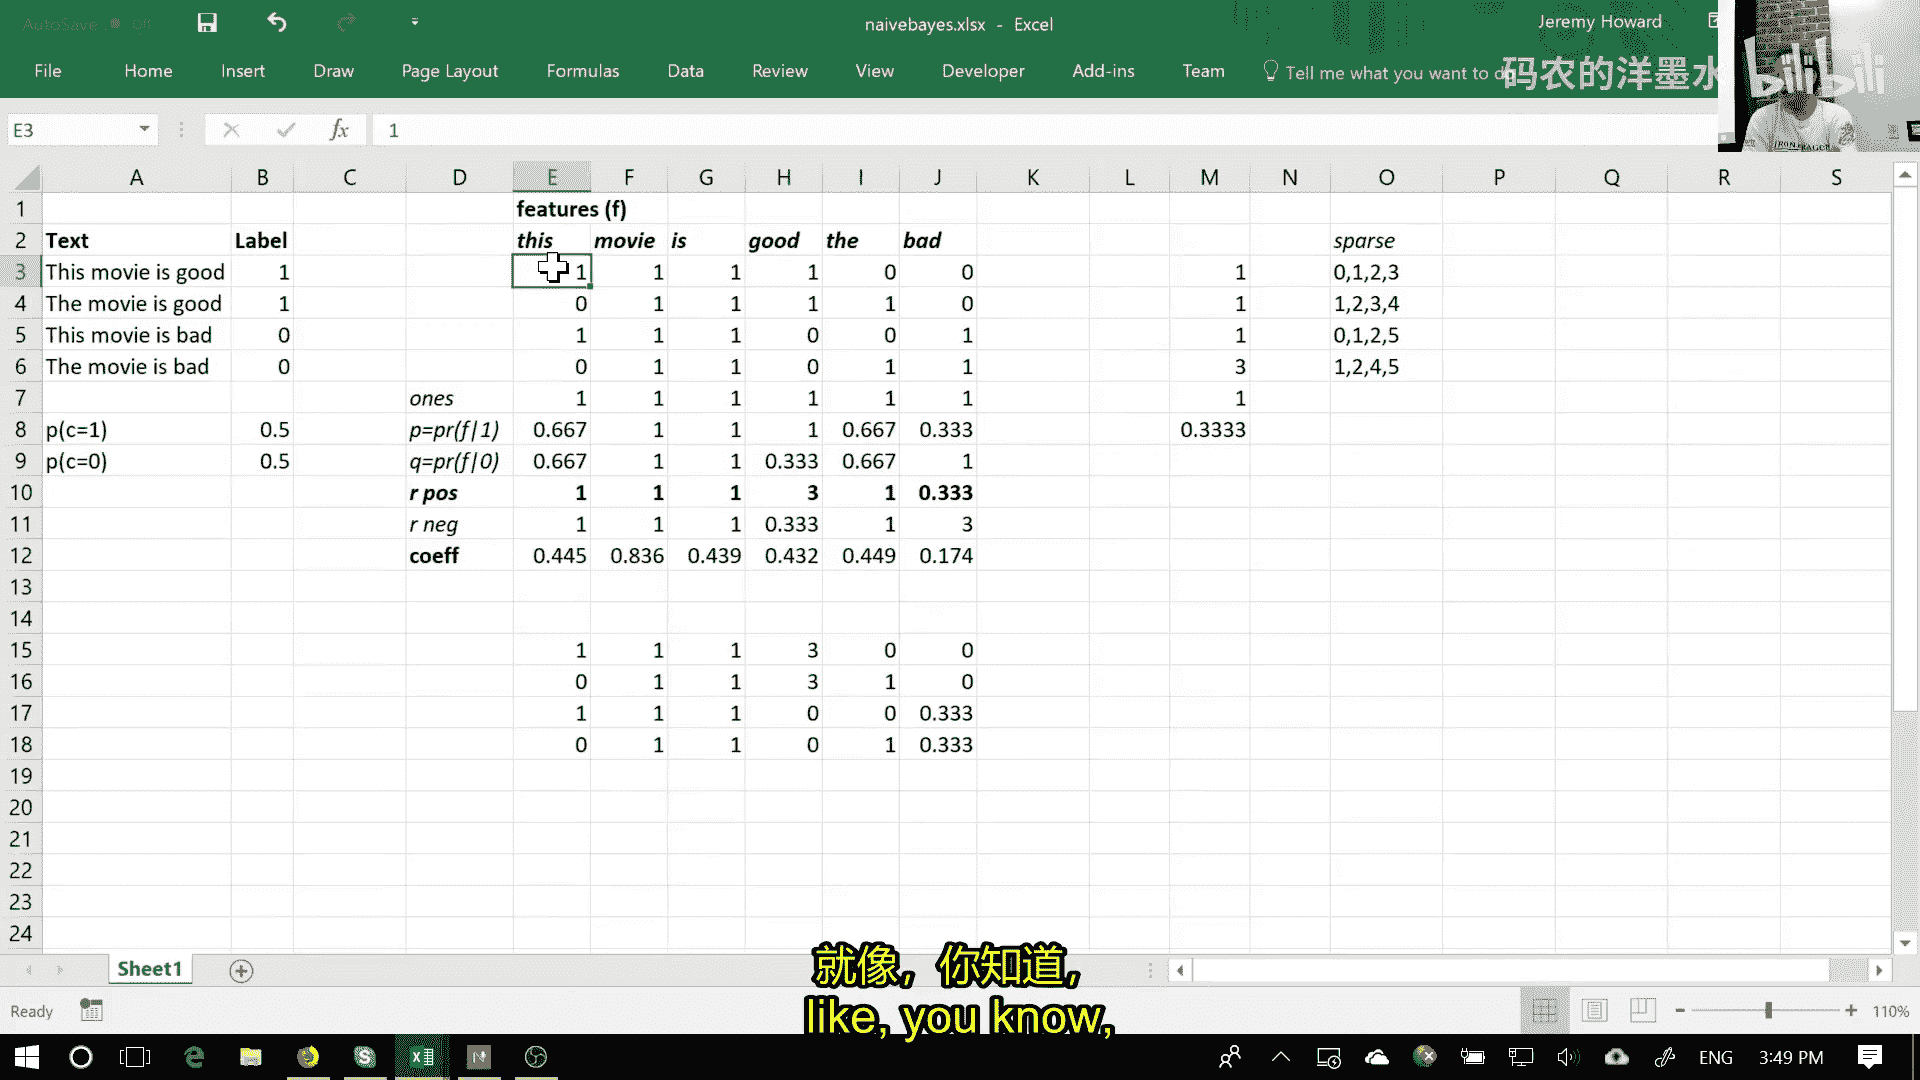 AutoSave Off
naivebayes.xlsx - Excel
Jeremy Howard
File Home Insert Draw Page Layout Formulas Data Review View Developer Add-ins Team Tell me what you want to do
码农的洋墨水
bilibili
E3 fx 1
A B C D E F G H I J K L M N O P Q R S
1 features (f)
2 Text Label this movie is good the bad sparse
3 This movie is good 1 1 1 1 1 0 0 1 0,1,2,3
4 The movie is good 1 0 1 1 1 1 0 1 1,2,3,4
5 This movie is bad 0 1 1 1 0 0 1 1 0,1,2,5
6 The movie is bad 0 0 1 1 0 1 1 3 1,2,4,5
7 ones 1 1 1 1 1 1 1
8 p(c=1) 0.5 p=pr(f|1) 0.667 1 1 1 0.667 0.333 0.3333
9 p(c=0) 0.5 q=pr(f|0) 0.667 1 1 0.333 0.667 1
10 r pos 1 1 1 3 1 0.333
11 r neg 1 1 1 0.333 1 3
12 coeff 0.445 0.836 0.439 0.432 0.449 0.174
13
14
15 1 1 1 3 0 0
16 0 1 1 3 1 0
17 1 1 1 0 0 0.333
18 0 1 1 0 1 0.333
19
20
21
22
23
24
Sheet1
就像，你知道，
like, you know,
Ready 110%
ENG 3:49 PM